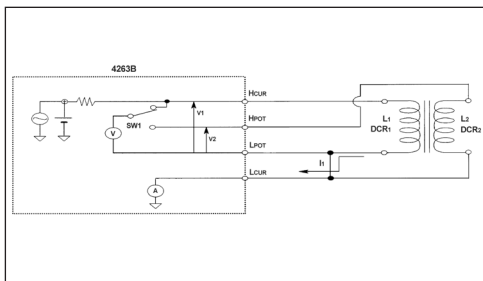 4263B
HCUR
V1
SW1
V
HPOT
V2
L1
DCR1
L2
DCR2
LPOT
I1
LCUR
A